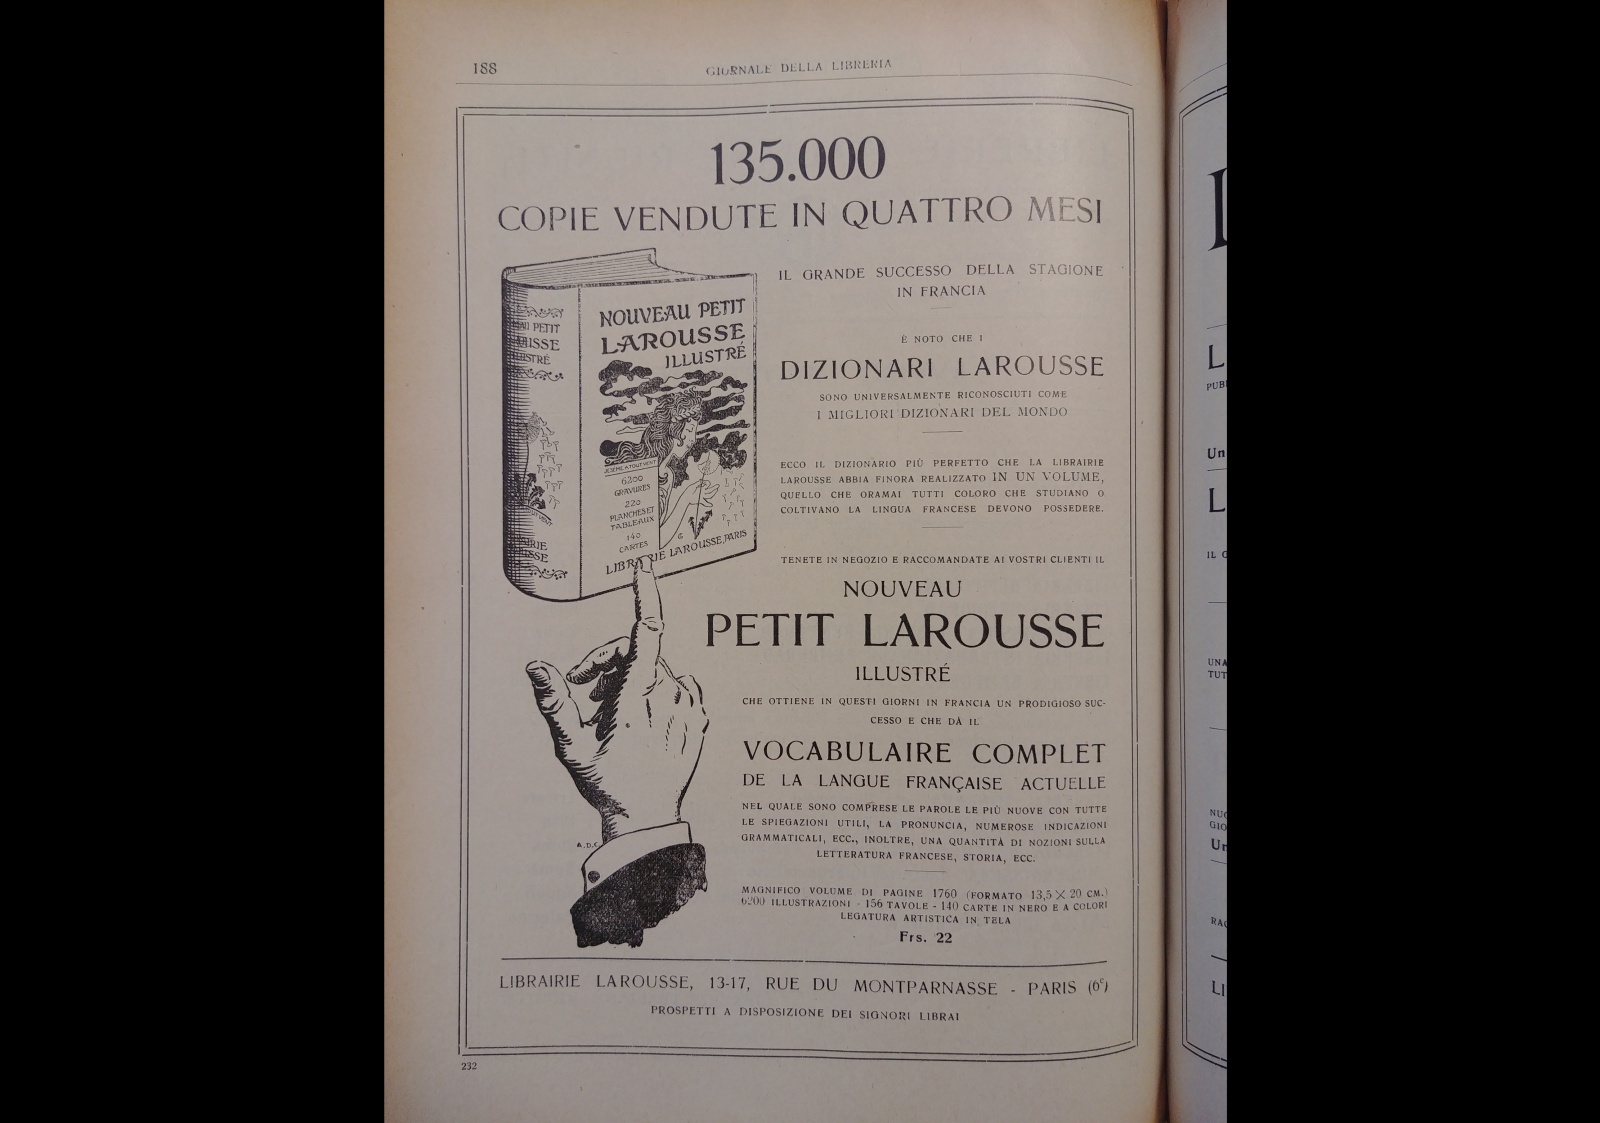 188
GIORNALE DELLA LIBRERIA
135.000
COPIE VENDUTE IN QUATTRO MESI
NOUVEAU PETIT
LAROUSSE
ILLUSTRÉ
JE SÈME À TOUT VENT
6200
GRAVURES
220
PLANCHES ET
TABLEAUX
140
CARTES
LIBRAIRIE LAROUSSE, PARIS
IL GRANDE SUCCESSO DELLA STAGIONE
IN FRANCIA
È NOTO CHE I
DIZIONARI LAROUSSE
SONO UNIVERSALMENTE RICONOSCIUTI COME
I MIGLIORI DIZIONARI DEL MONDO
ECCO IL DIZIONARIO PIÙ PERFETTO CHE LA LIBRAIRIE
LAROUSSE ABBIA FINORA REALIZZATO IN UN VOLUME,
QUELLO CHE ORAMAI TUTTI COLORO CHE STUDIANO O
COLTIVANO LA LINGUA FRANCESE DEVONO POSSEDERE.
TENETE IN NEGOZIO E RACCOMANDATE AI VOSTRI CLIENTI IL
NOUVEAU
PETIT LAROUSSE
ILLUSTRÉ
CHE OTTIENE IN QUESTI GIORNI IN FRANCIA UN PRODIGIOSO SUC-
CESSO E CHE DÀ IL
VOCABULAIRE COMPLET
DE LA LANGUE FRANÇAISE ACTUELLE
NEL QUALE SONO COMPRESE LE PAROLE LE PIÙ NUOVE CON TUTTE
LE SPIEGAZIONI UTILI, LA PRONUNCIA, NUMEROSE INDICAZIONI
GRAMMATICALI, ECC., INOLTRE, UNA QUANTITÀ DI NOZIONI SULLA
LETTERATURA FRANCESE, STORIA, ECC.
A.D.C.
MAGNIFICO VOLUME DI PAGINE 1760 (FORMATO 13,5 × 20 CM.)
6200 ILLUSTRAZIONI - 156 TAVOLE - 140 CARTE IN NERO E A COLORI
LEGATURA ARTISTICA IN TELA
Frs. 22
LIBRAIRIE LAROUSSE, 13-17, RUE DU MONTPARNASSE - PARIS (6e)
PROSPETTI A DISPOSIZIONE DEI SIGNORI LIBRAI
232